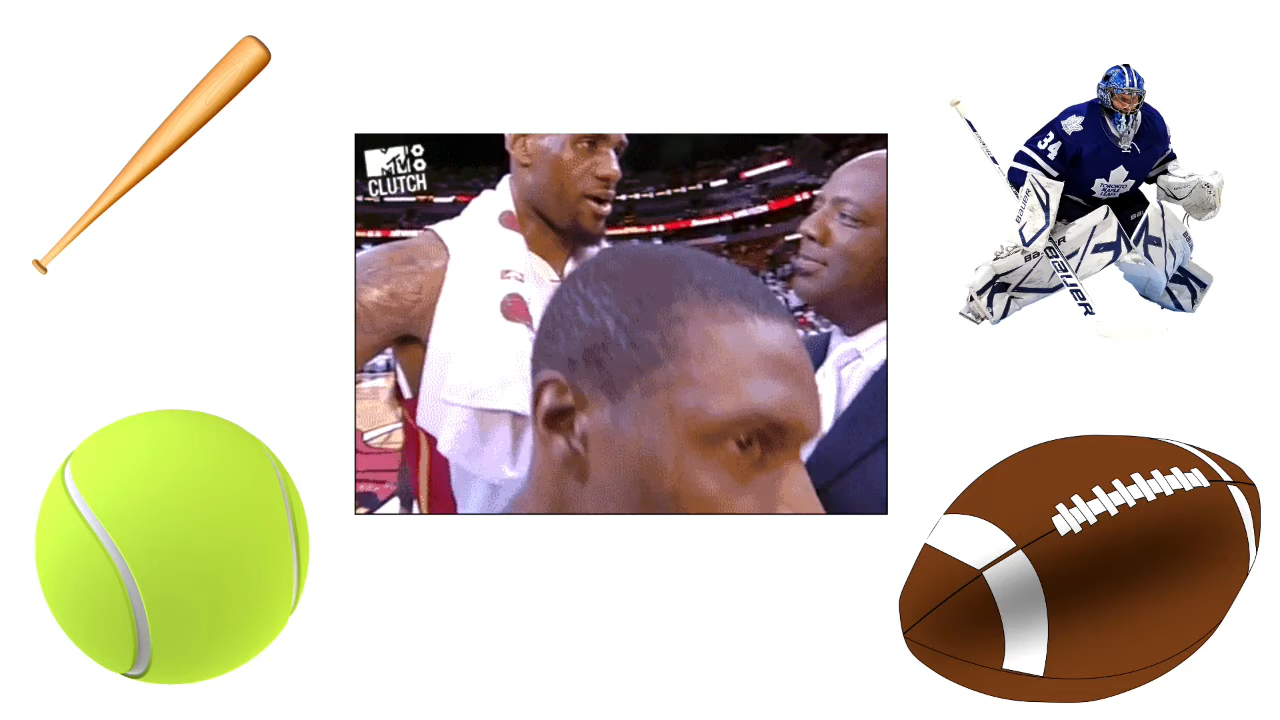 MTV
CLUTCH
34
TORONTO
MAPLE
LEAFS
BAUER
BAUER